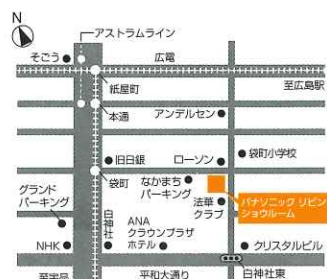 N
アストラムライン
そごう
広電
紙屋町
至広島駅
本通
アンデルセン
旧日銀
ローソン
袋町小学校
袋町
なかまち
パーキング
グランド
パーキング
白神社
法華
クラブ
パナソニック リビング
ショウルーム
ANA
クラウンプラザ
ホテル
NHK
クリスタルビル
至宇品
平和大通り
白神社東